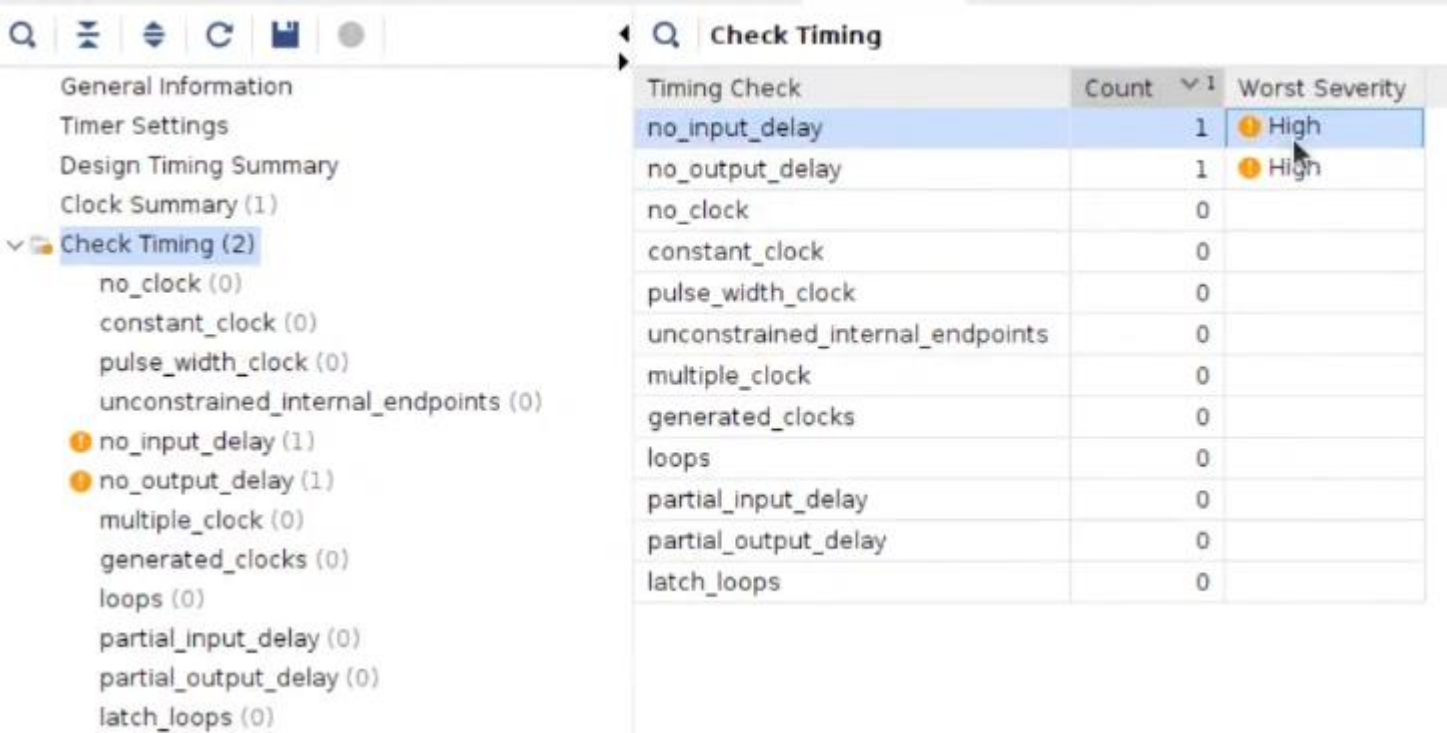 General Information
Timer Settings
Design Timing Summary
Clock Summary (1)
Check Timing (2)
no_clock (0)
constant_clock (0)
pulse_width_clock (0)
unconstrained_internal_endpoints (0)
no_input_delay (1)
no_output_delay (1)
multiple_clock (0)
generated_clocks (0)
loops (0)
partial_input_delay (0)
partial_output_delay (0)
latch_loops (0)
Check Timing
Timing Check Count 1 Worst Severity
no_input_delay 1 High
no_output_delay 1 High
no_clock 0
constant_clock 0
pulse_width_clock 0
unconstrained_internal_endpoints 0
multiple_clock 0
generated_clocks 0
loops 0
partial_input_delay 0
partial_output_delay 0
latch_loops 0